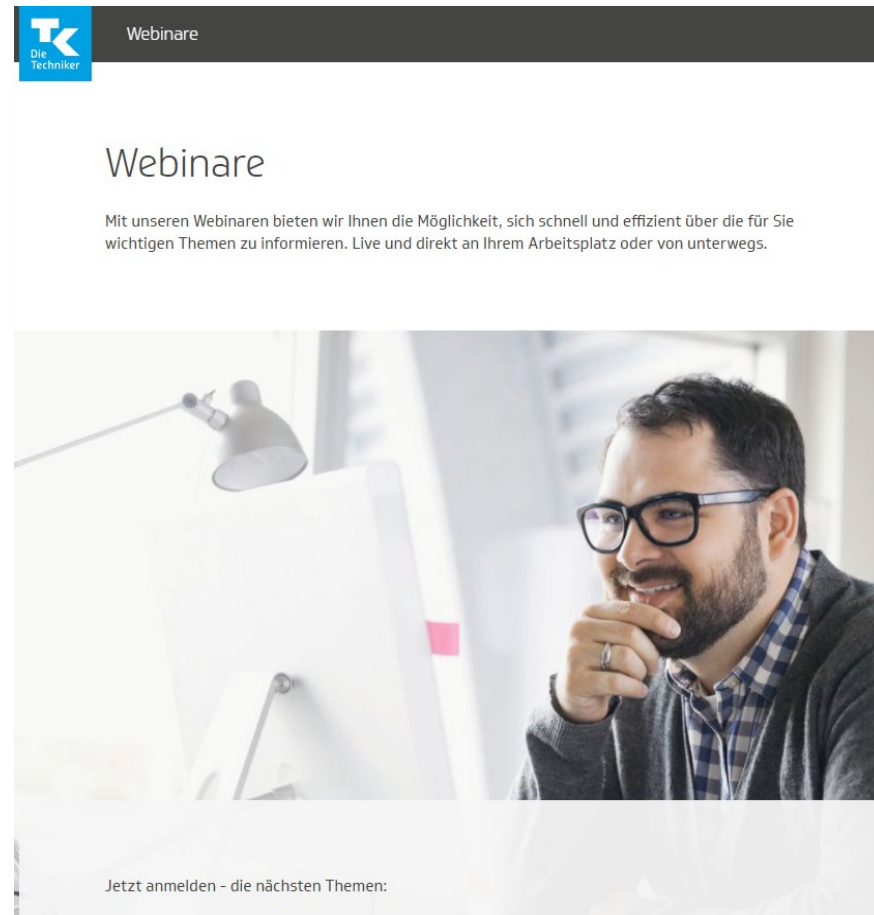 TK
Die
Techniker
Webinare
Webinare
Mit unseren Webinaren bieten wir Ihnen die Möglichkeit, sich schnell und effizient über die für Sie
wichtigen Themen zu informieren. Live und direkt an Ihrem Arbeitsplatz oder von unterwegs.
Jetzt anmelden - die nächsten Themen: